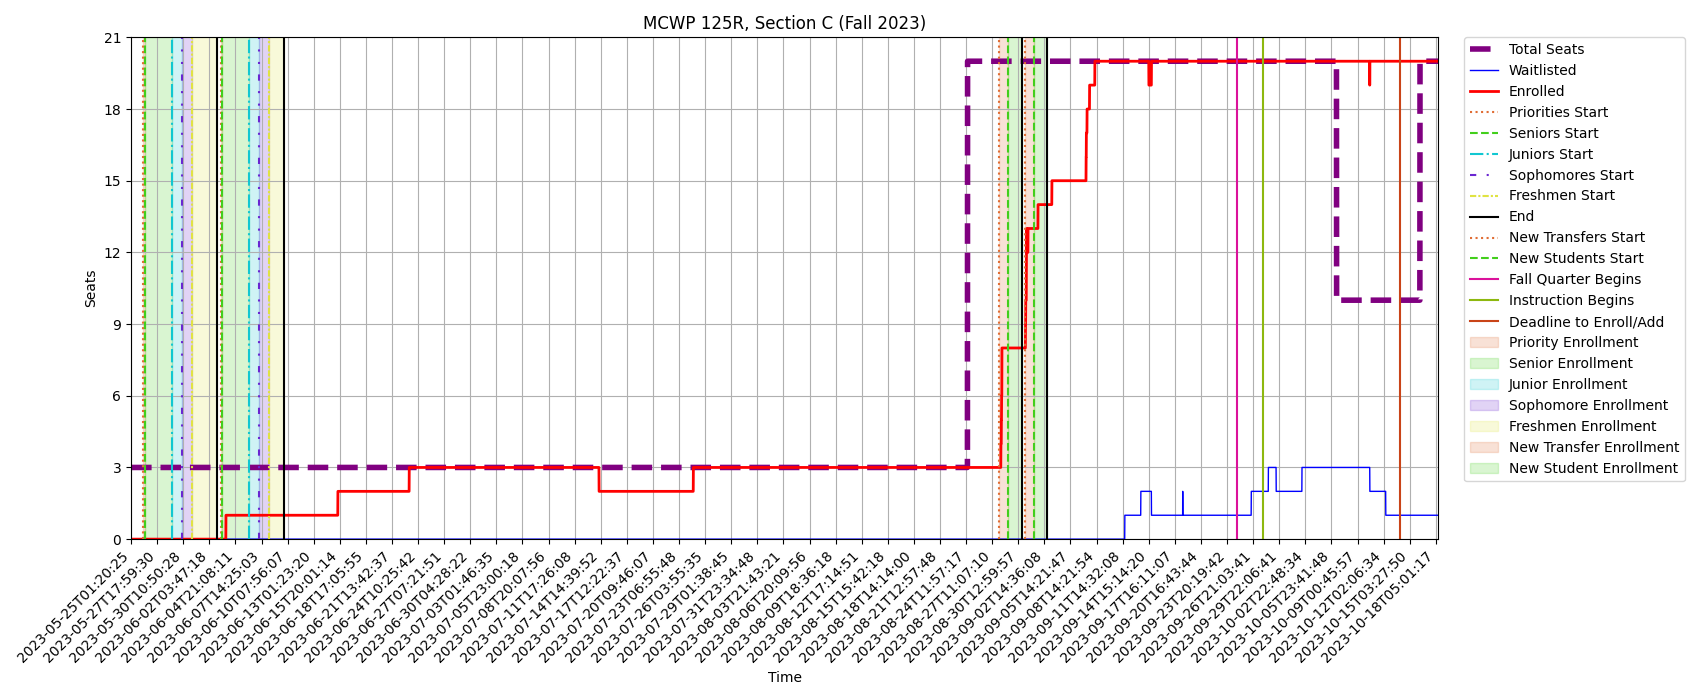 MCWP 125R, Section C (Fall 2023)
Seats
21
18
15
12
9
6
3
0
2023-05-25T01:20:25
2023-05-27T17:59:30
2023-05-30T10:50:28
2023-06-02T03:47:18
2023-06-04T21:08:11
2023-06-07T14:25:03
2023-06-10T07:56:07
2023-06-13T01:23:20
2023-06-15T20:01:14
2023-06-18T17:05:55
2023-06-21T13:42:37
2023-06-24T10:25:42
2023-06-27T07:21:51
2023-06-30T04:28:22
2023-07-03T01:46:35
2023-07-05T23:00:18
2023-07-08T20:07:56
2023-07-11T17:26:08
2023-07-14T14:39:52
2023-07-17T12:22:37
2023-07-20T09:46:07
2023-07-23T06:55:48
2023-07-26T03:55:35
2023-07-29T01:38:45
2023-07-31T23:34:48
2023-08-03T21:43:21
2023-08-06T20:09:56
2023-08-09T18:36:18
2023-08-12T17:14:51
2023-08-15T15:42:18
2023-08-18T14:14:00
2023-08-21T12:57:48
2023-08-24T11:57:17
2023-08-27T11:07:10
2023-08-30T12:59:57
2023-09-02T14:36:08
2023-09-05T14:21:47
2023-09-08T14:21:54
2023-09-11T14:32:08
2023-09-14T15:14:20
2023-09-17T16:11:07
2023-09-20T16:43:44
2023-09-23T20:19:42
2023-09-26T21:03:41
2023-09-29T22:06:41
2023-10-02T22:48:34
2023-10-05T23:41:48
2023-10-09T00:45:57
2023-10-12T02:06:34
2023-10-15T03:27:50
2023-10-18T05:01:17
Time
Total Seats
Waitlisted
Enrolled
Priorities Start
Seniors Start
Juniors Start
Sophomores Start
Freshmen Start
End
New Transfers Start
New Students Start
Fall Quarter Begins
Instruction Begins
Deadline to Enroll/Add
Priority Enrollment
Senior Enrollment
Junior Enrollment
Sophomore Enrollment
Freshmen Enrollment
New Transfer Enrollment
New Student Enrollment